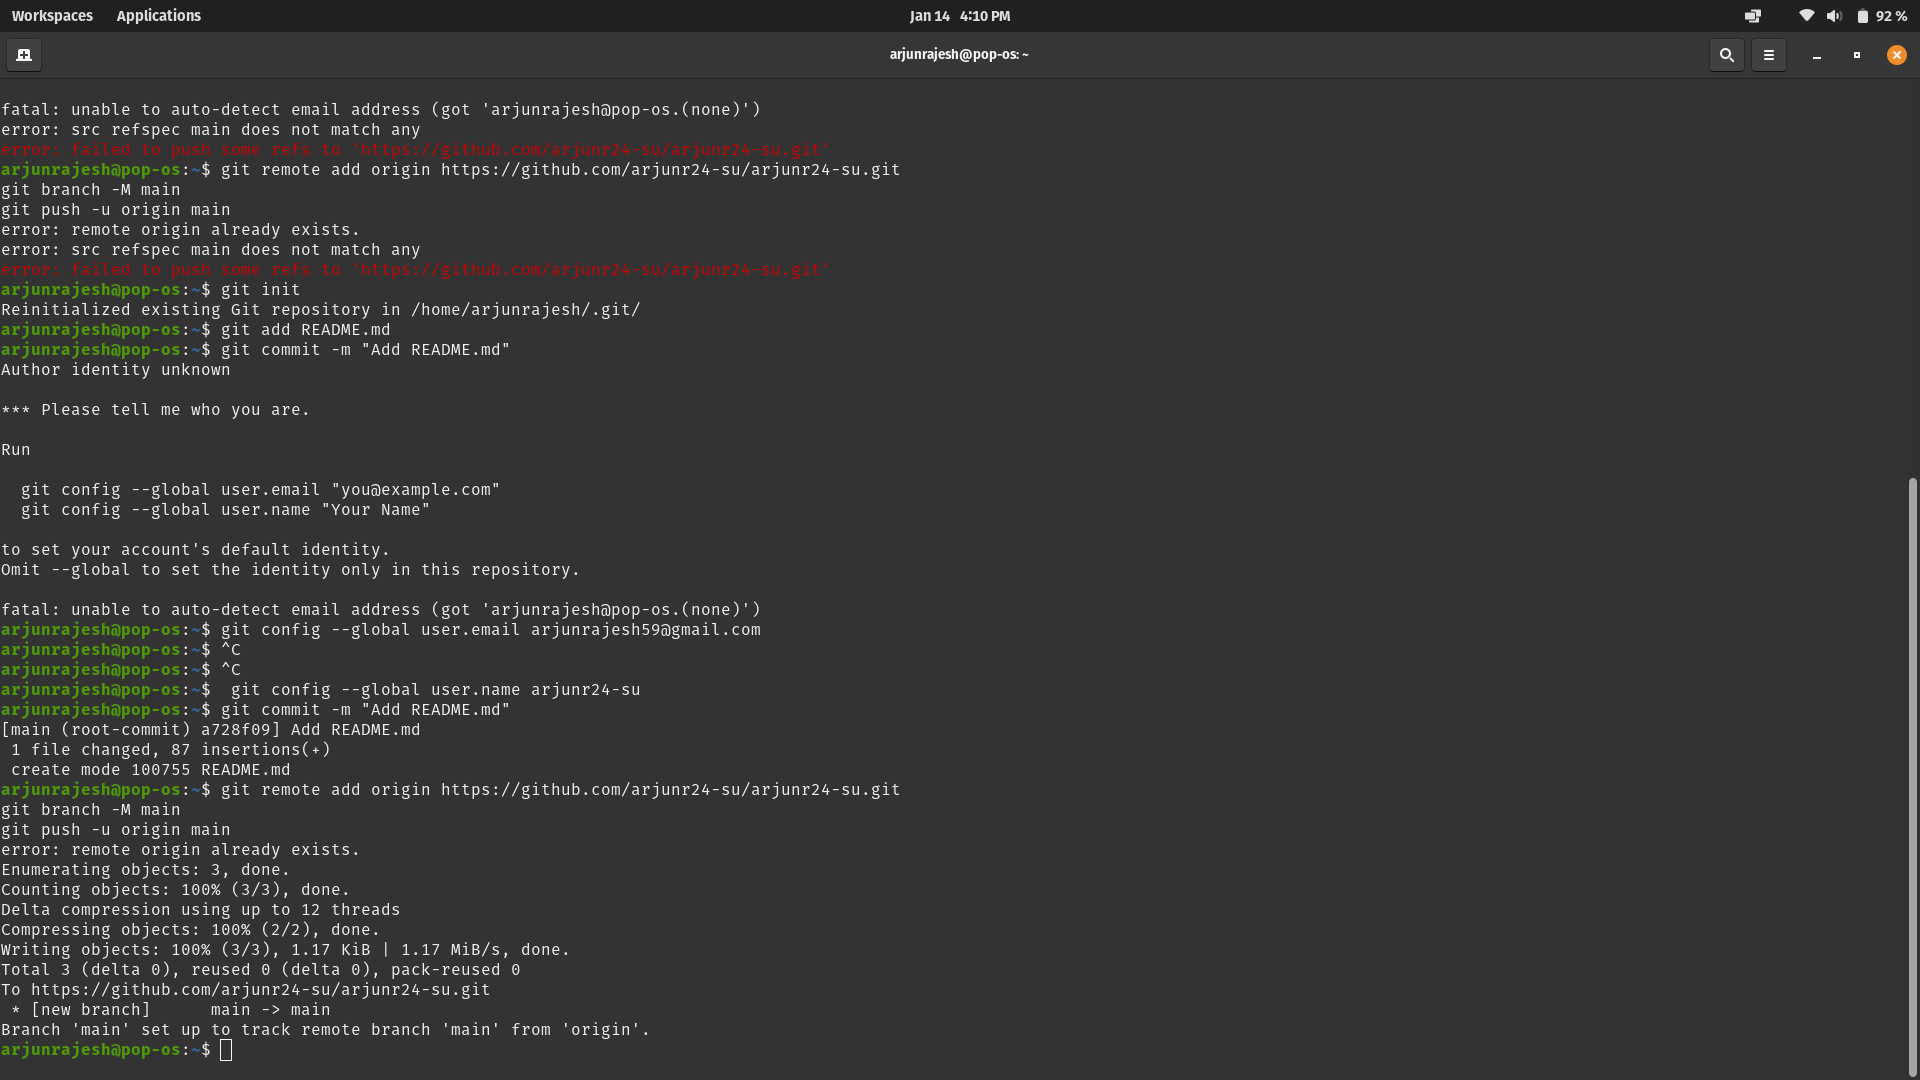 Workspaces Applications Jan 14 4:10 PM 92 %
arjunrajesh@pop-os: ~
fatal: unable to auto-detect email address (got 'arjunrajesh@pop-os.(none)')
error: src refspec main does not match any
error: failed to push some refs to 'https://github.com/arjunr24-su/arjunr24-su.git'
arjunrajesh@pop-os:~$ git remote add origin https://github.com/arjunr24-su/arjunr24-su.git
git branch -M main
git push -u origin main
error: remote origin already exists.
error: src refspec main does not match any
error: failed to push some refs to 'https://github.com/arjunr24-su/arjunr24-su.git'
arjunrajesh@pop-os:~$ git init
Reinitialized existing Git repository in /home/arjunrajesh/.git/
arjunrajesh@pop-os:~$ git add README.md
arjunrajesh@pop-os:~$ git commit -m "Add README.md"
Author identity unknown
*** Please tell me who you are.
Run
  git config --global user.email "you@example.com"
  git config --global user.name "Your Name"
to set your account's default identity.
Omit --global to set the identity only in this repository.
fatal: unable to auto-detect email address (got 'arjunrajesh@pop-os.(none)')
arjunrajesh@pop-os:~$ git config --global user.email arjunrajesh59@gmail.com
arjunrajesh@pop-os:~$ ^C
arjunrajesh@pop-os:~$ ^C
arjunrajesh@pop-os:~$  git config --global user.name arjunr24-su
arjunrajesh@pop-os:~$ git commit -m "Add README.md"
[main (root-commit) a728f09] Add README.md
 1 file changed, 87 insertions(+)
 create mode 100755 README.md
arjunrajesh@pop-os:~$ git remote add origin https://github.com/arjunr24-su/arjunr24-su.git
git branch -M main
git push -u origin main
error: remote origin already exists.
Enumerating objects: 3, done.
Counting objects: 100% (3/3), done.
Delta compression using up to 12 threads
Compressing objects: 100% (2/2), done.
Writing objects: 100% (3/3), 1.17 KiB | 1.17 MiB/s, done.
Total 3 (delta 0), reused 0 (delta 0), pack-reused 0
To https://github.com/arjunr24-su/arjunr24-su.git
 * [new branch]      main -> main
Branch 'main' set up to track remote branch 'main' from 'origin'.
arjunrajesh@pop-os:~$